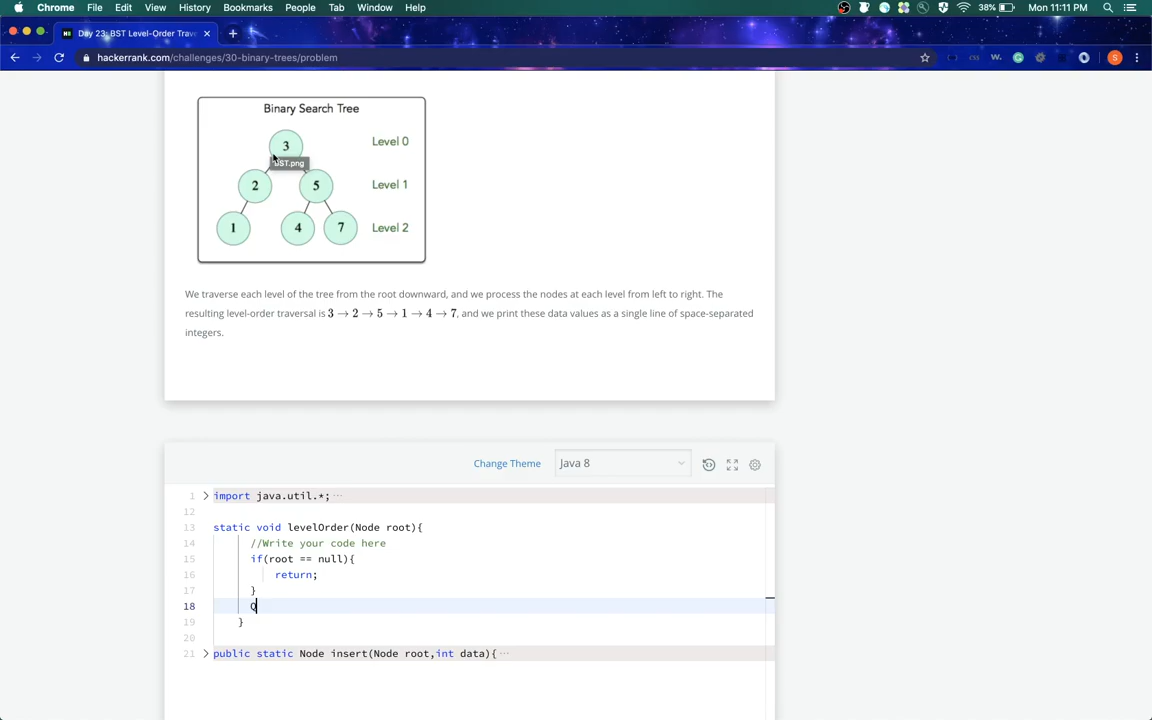 Chrome File Edit View History Bookmarks People Tab Window Help 38% Mon 11:11 PM
Day 23: BST Level-Order Trav
hackerrank.com/challenges/30-binary-trees/problem
Binary Search Tree
3 Level 0
BST.png
2 5 Level 1
1 4 7 Level 2
We traverse each level of the tree from the root downward, and we process the nodes at each level from left to right. The
resulting level-order traversal is 3 → 2 → 5 → 1 → 4 → 7, and we print these data values as a single line of space-separated
integers.
Change Theme Java 8
1 import java.util.*; ···
12
13 static void levelOrder(Node root){
14 //Write your code here
15 if(root == null){
16 return;
17 }
18 Q
19 }
20
21 public static Node insert(Node root,int data){ ···